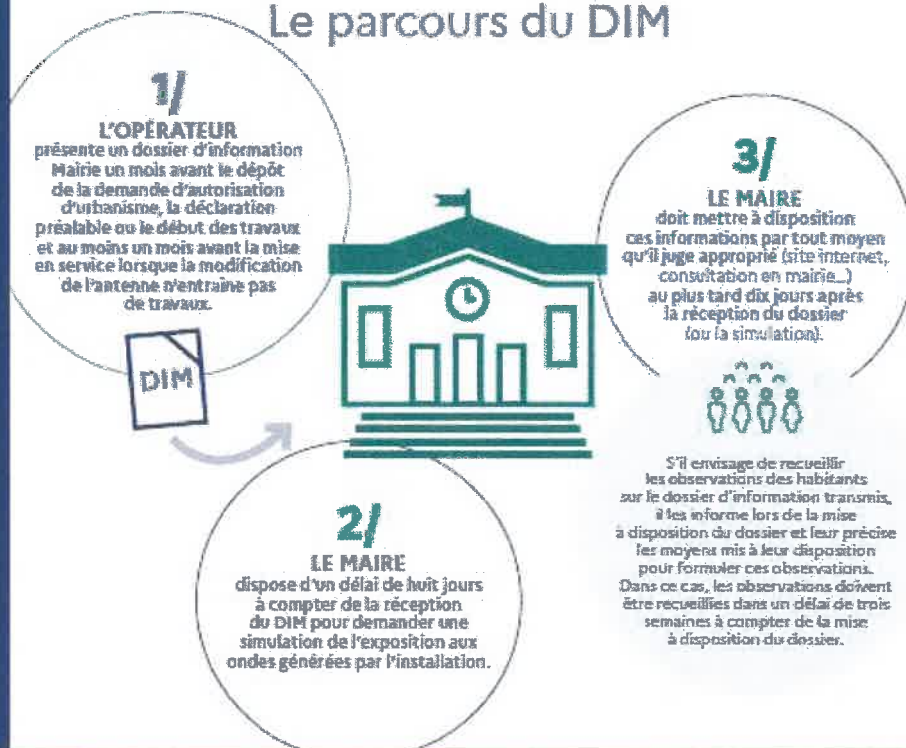 Le parcours du DIM
1/
L'OPÉRATEUR
présente un dossier d'information
Mairie un mois avant le dépôt
de la demande d'autorisation
d'urbanisme, la déclaration
préalable ou le début des travaux
et au moins un mois avant la mise
en service lorsque la modification
de l'antenne n'entraine pas
de travaux.
DIM
2/
LE MAIRE
dispose d'un délai de huit jours
à compter de la réception
du DIM pour demander une
simulation de l'exposition aux
ondes générées par l'installation.
3/
LE MAIRE
doit mettre à disposition
ces informations par tout moyen
qu'il juge approprié (site internet,
consultation en mairie...)
au plus tard dix jours après
la réception du dossier
(ou la simulation).
S'il envisage de recueillir
les observations des habitants
sur le dossier d'information transmis,
il les informe lors de la mise
à disposition du dossier et leur précise
les moyens mis à leur disposition
pour formuler ces observations.
Dans ce cas, les observations doivent
être recueillies dans un délai de trois
semaines à compter de la mise
à disposition du dossier.